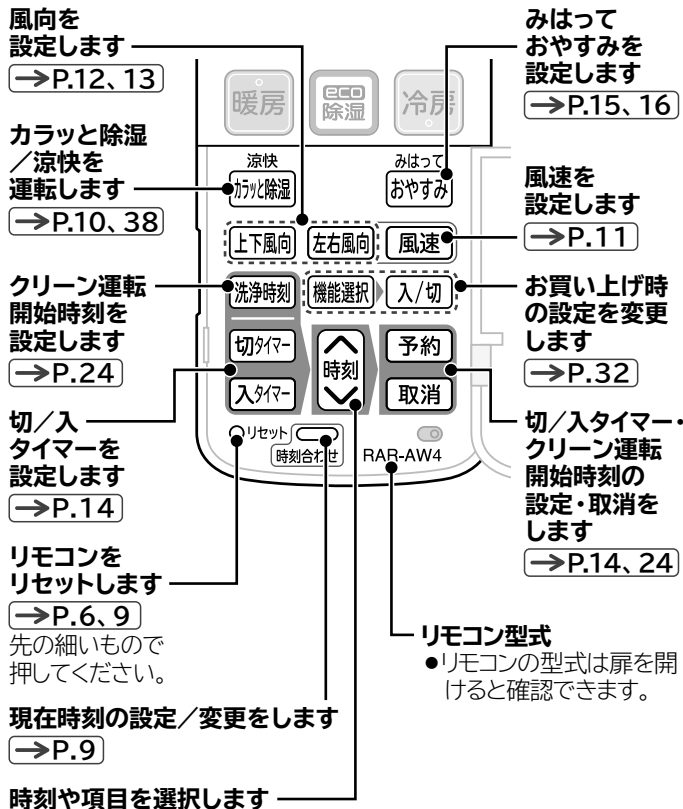 風向を
設定します
→P.12、13
カラッと除湿
／涼快を
運転します
→P.10、38
クリーン運転
開始時刻を
設定します
→P.24
切／入
タイマーを
設定します
→P.14
リモコンを
リセットします
→P.6、9
先の細いもので
押してください。
現在時刻の設定／変更をします
→P.9
時刻や項目を選択します
暖房
eco
除湿
冷房
涼快
みはって
カラッと除湿
おやすみ
上下風向
左右風向
風速
洗浄時刻
機能選択
入/切
切タイマー
時刻
予約
入タイマー
取消
リセット
時刻合わせ
RAR-AW4
みはって
おやすみを
設定します
→P.15、16
風速を
設定します
→P.11
お買い上げ時
の設定を変更
します
→P.32
切／入タイマー・
クリーン運転
開始時刻の
設定・取消を
します
→P.14、24
リモコン型式
●リモコンの型式は扉を開
けると確認できます。